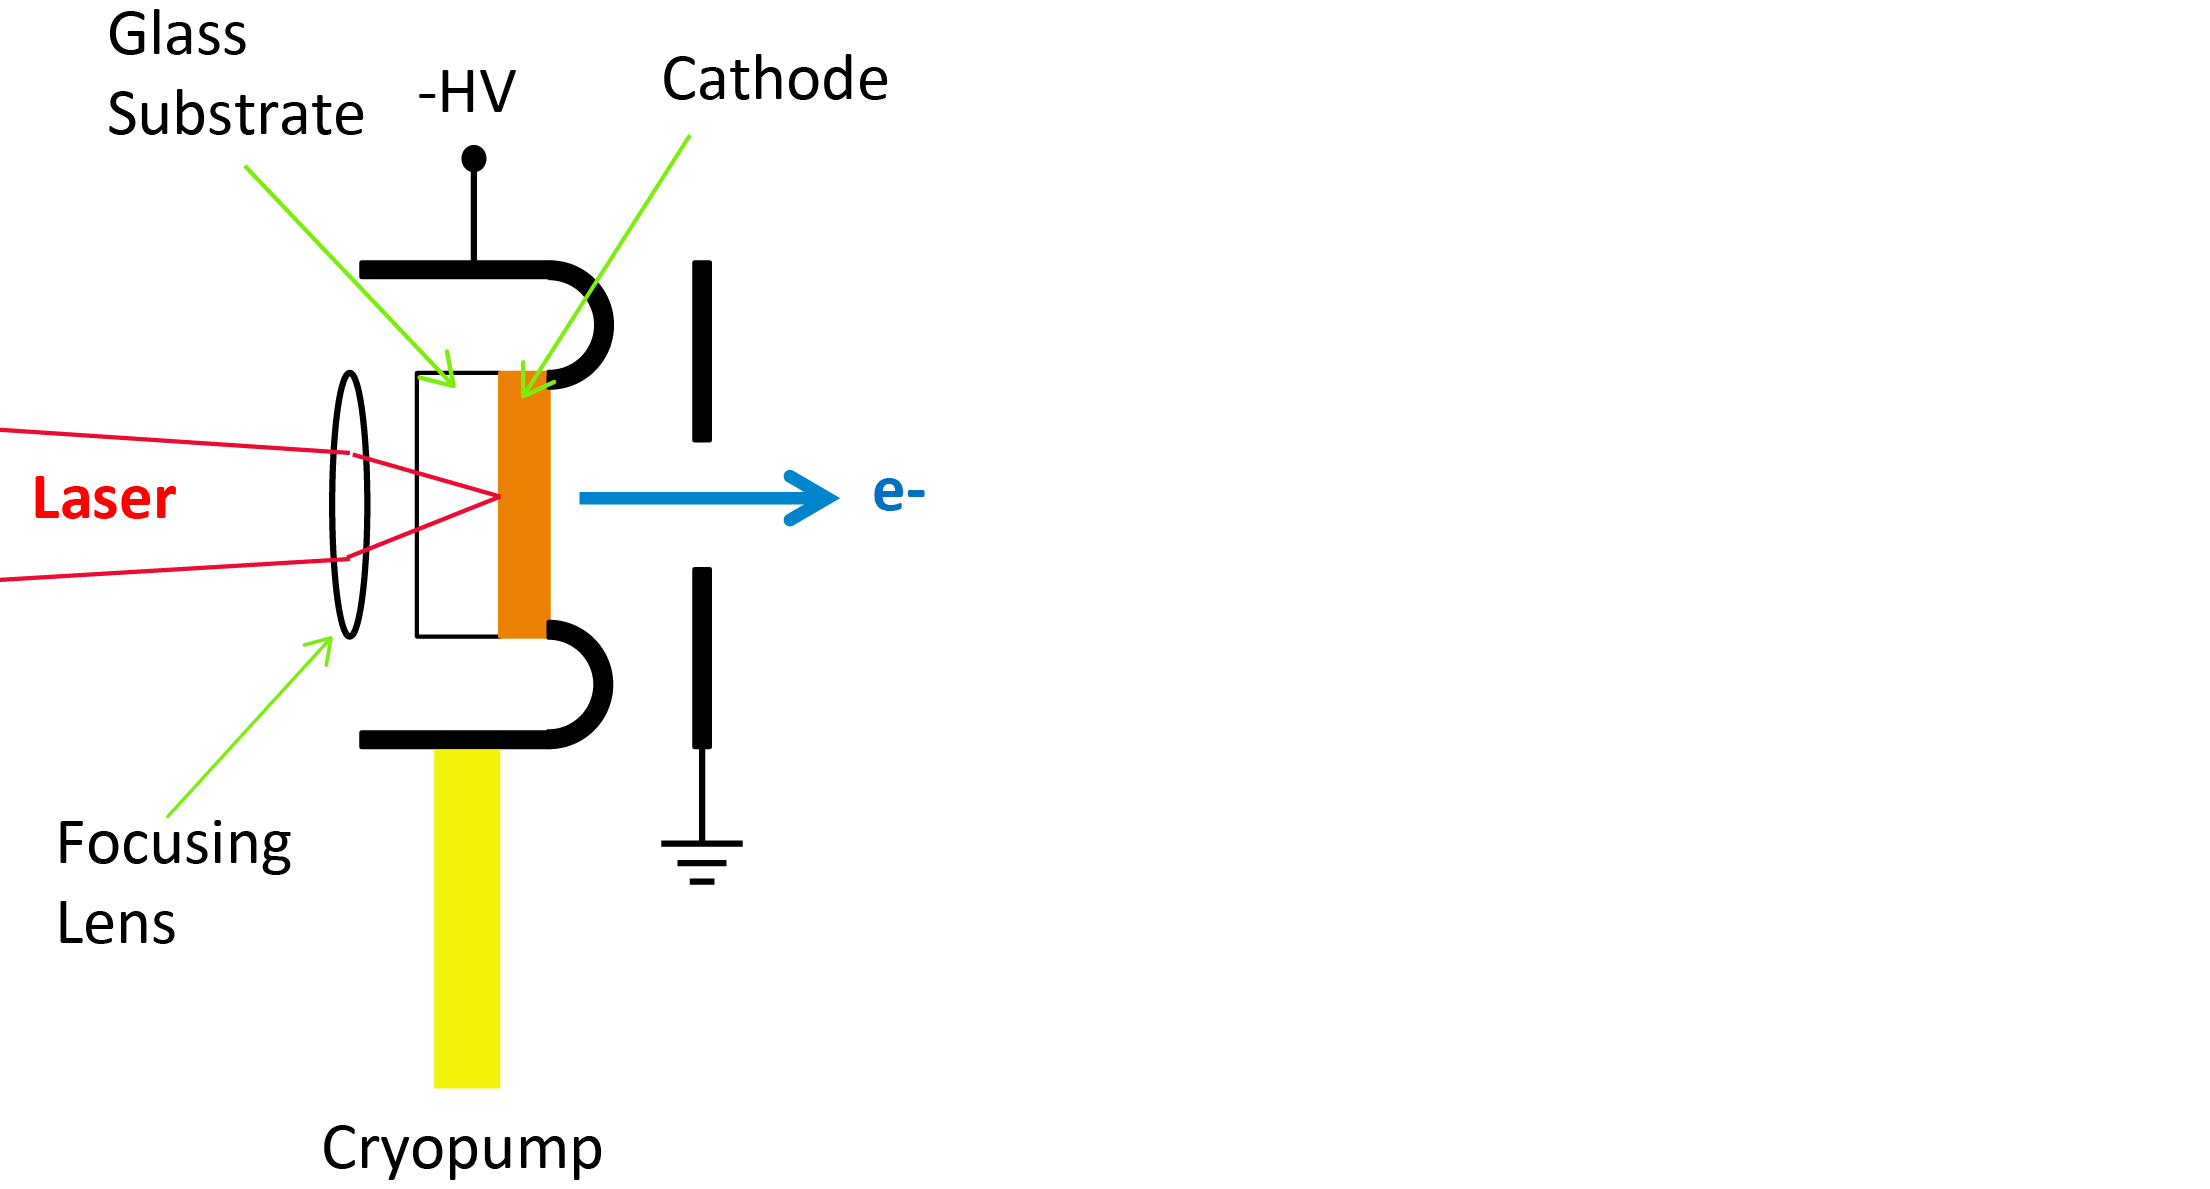 Glass
Substrate
-HV
Cathode
Laser
e-
Focusing
Lens
Cryopump